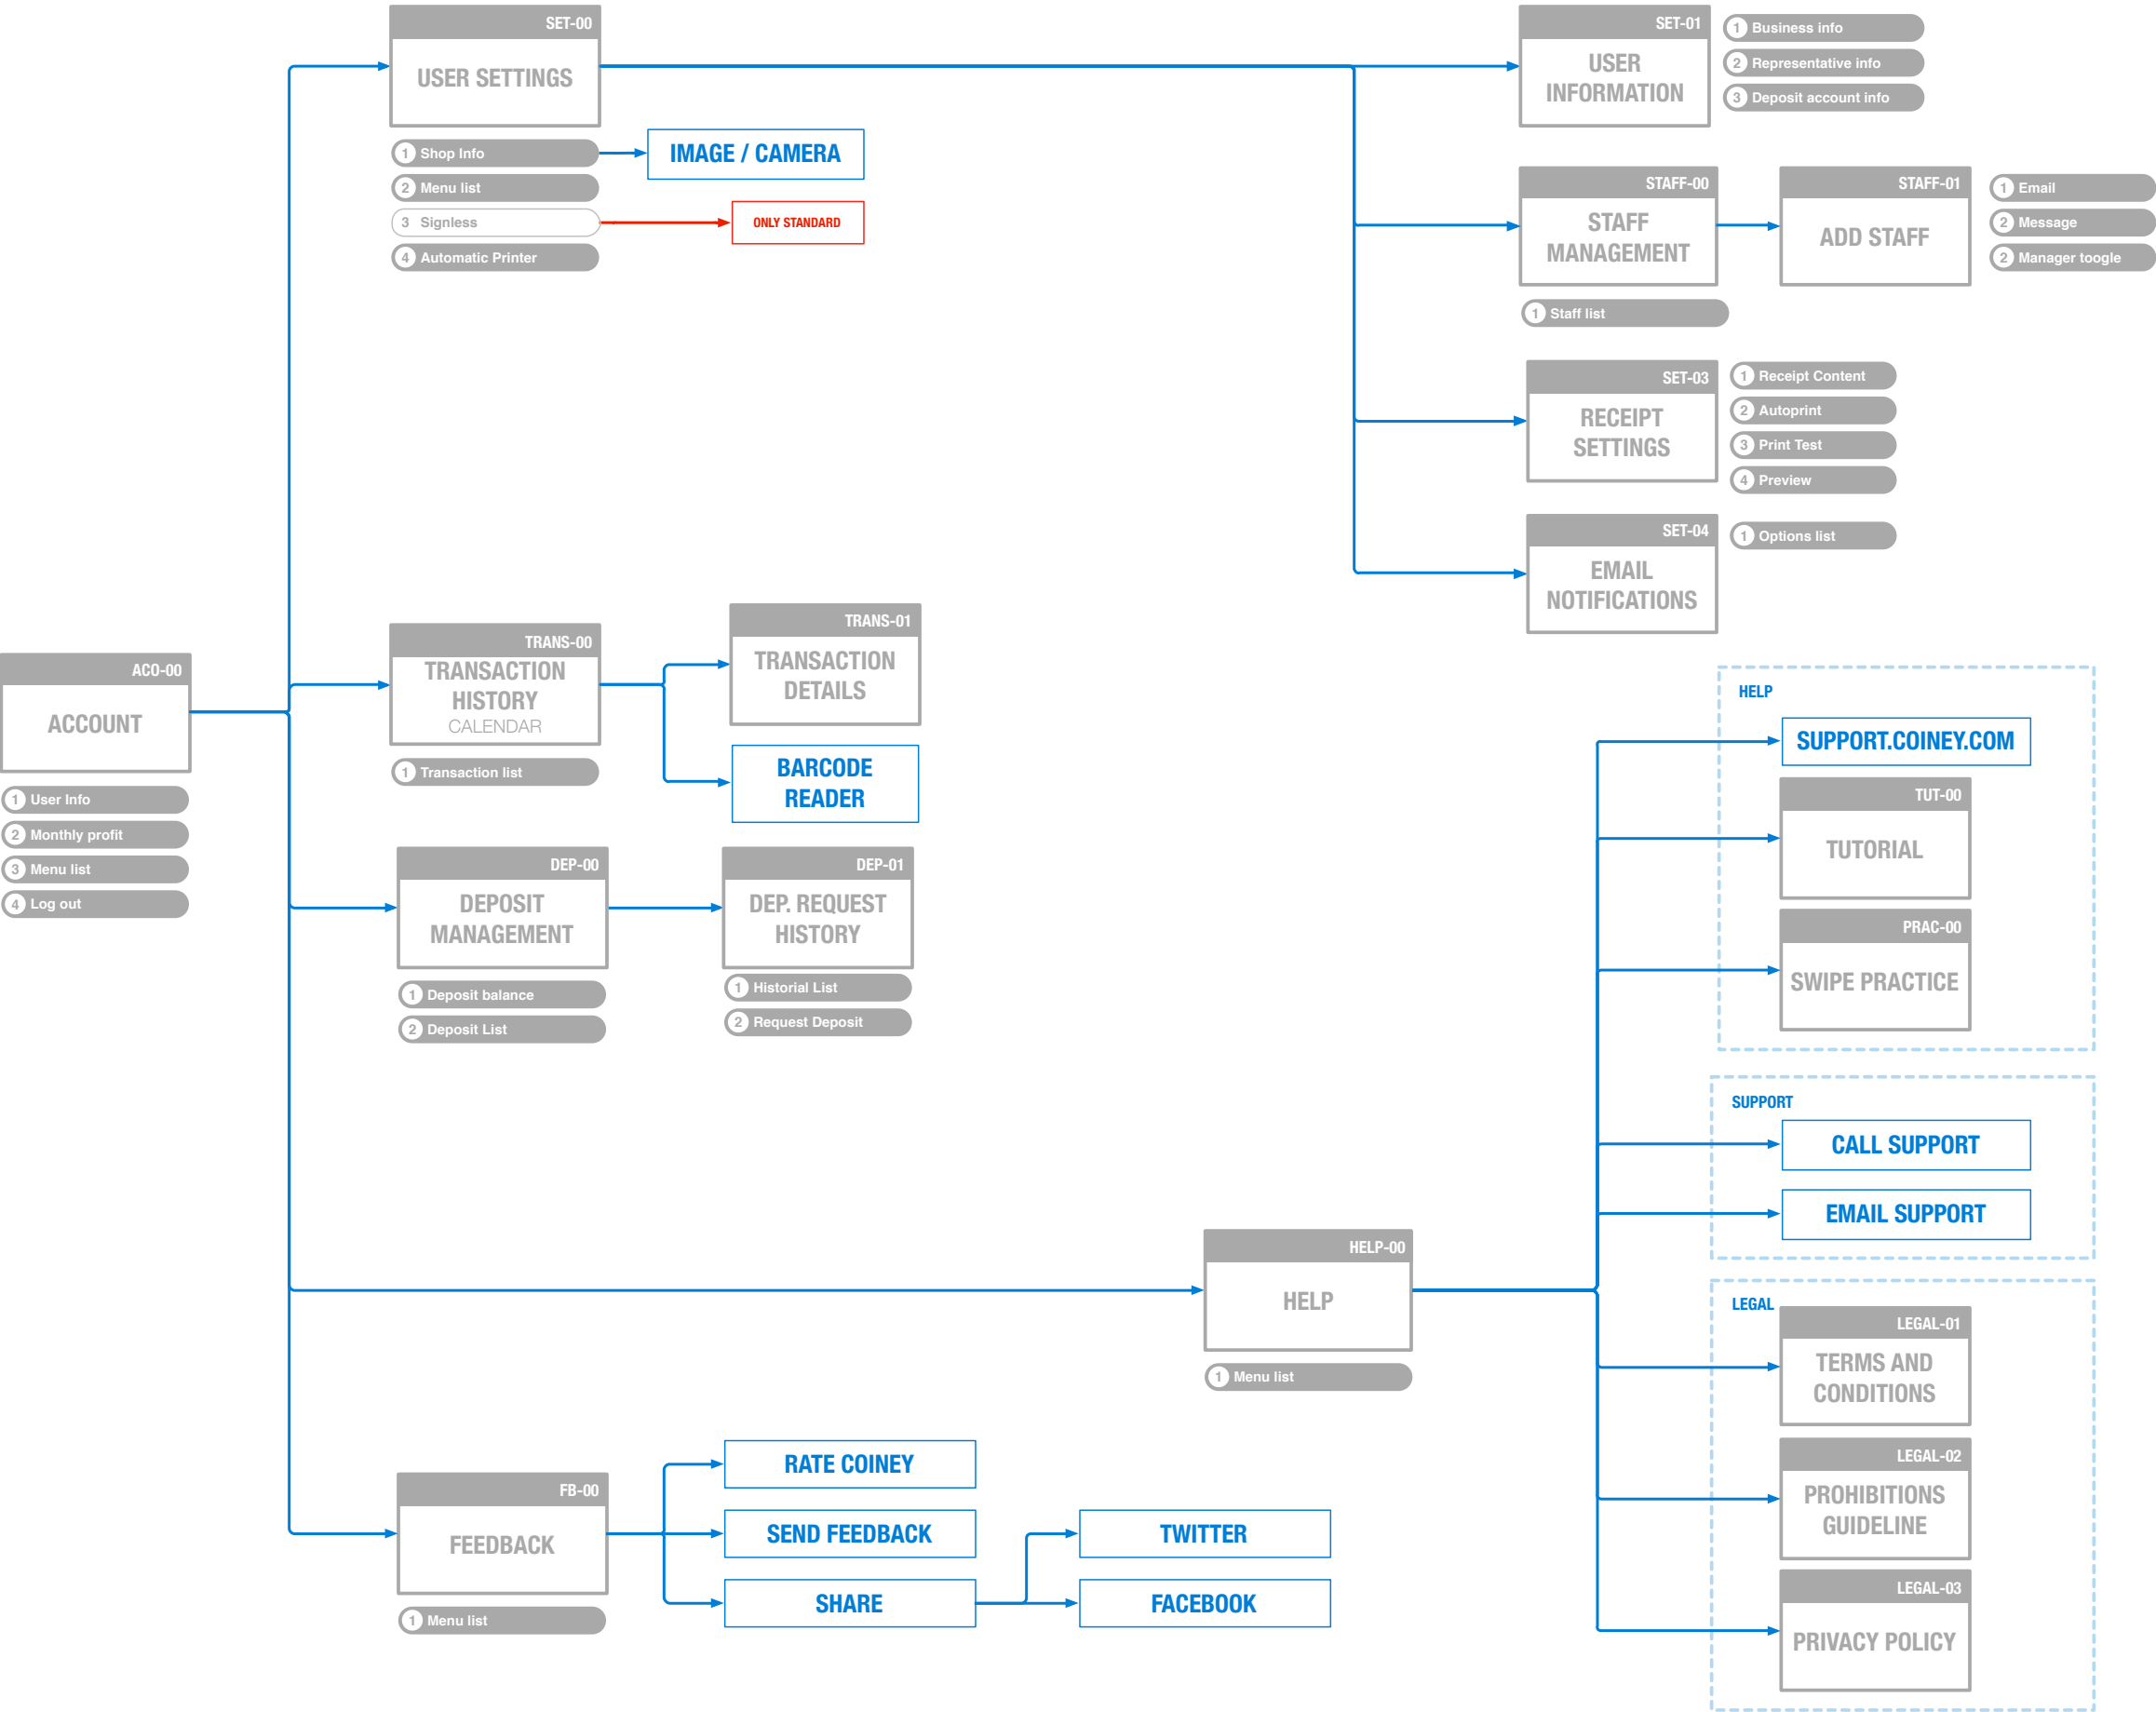 ACO-00
ACCOUNT
1 User Info
2 Monthly profit
3 Menu list
4 Log out
SET-00
USER SETTINGS
1 Shop Info
2 Menu list
3 Signless
4 Automatic Printer
IMAGE / CAMERA
ONLY STANDARD
SET-01
USER
INFORMATION
1 Business info
2 Representative info
3 Deposit account info
STAFF-00
STAFF
MANAGEMENT
1 Staff list
STAFF-01
ADD STAFF
1 Email
2 Message
2 Manager toogle
SET-03
RECEIPT
SETTINGS
1 Receipt Content
2 Autoprint
3 Print Test
4 Preview
SET-04
EMAIL
NOTIFICATIONS
1 Options list
TRANS-00
TRANSACTION
HISTORY
CALENDAR
1 Transaction list
TRANS-01
TRANSACTION
DETAILS
BARCODE
READER
DEP-00
DEPOSIT
MANAGEMENT
1 Deposit balance
2 Deposit List
DEP-01
DEP. REQUEST
HISTORY
1 Historial List
2 Request Deposit
HELP-00
HELP
1 Menu list
HELP
SUPPORT.COINEY.COM
TUT-00
TUTORIAL
PRAC-00
SWIPE PRACTICE
SUPPORT
CALL SUPPORT
EMAIL SUPPORT
LEGAL
LEGAL-01
TERMS AND
CONDITIONS
LEGAL-02
PROHIBITIONS
GUIDELINE
LEGAL-03
PRIVACY POLICY
FB-00
FEEDBACK
1 Menu list
RATE COINEY
SEND FEEDBACK
SHARE
TWITTER
FACEBOOK